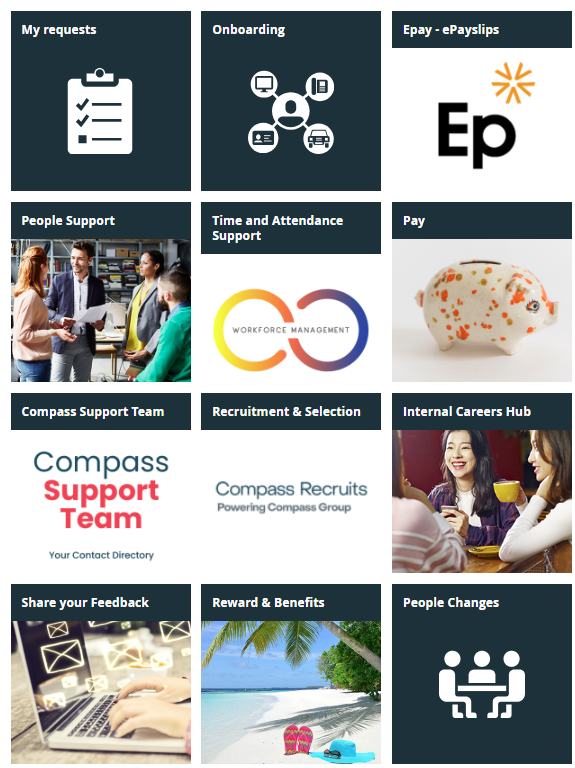 My requests
Onboarding
Epay - ePayslips
Ep
People Support
Time and Attendance
Support
Pay
WORKFORCE MANAGEMENT
Compass Support Team
Recruitment & Selection
Internal Careers Hub
Compass
Support
Team
Your Contact Directory
Compass Recruits
Powering Compass Group
Share your Feedback
Reward & Benefits
People Changes